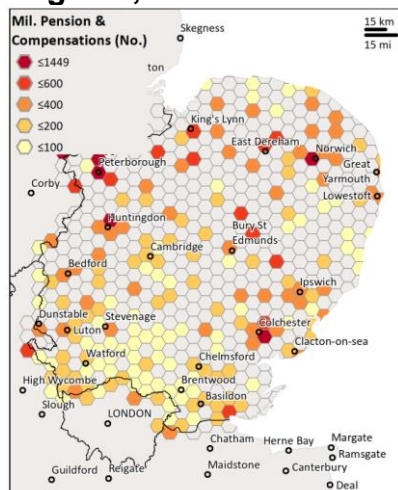 Mil. Pension &
Compensations (No.)
≤1449
≤600
≤400
≤200
≤100
15 km
15 mi
Skegness
ton
King's Lynn
East Dereham
Norwich
Great
Yarmouth
Lowestoft
Peterborough
Corby
Huntingdon
Bury St
Edmunds
Cambridge
Bedford
Ipswich
Dunstable
Luton
Stevenage
Colchester
Clacton-on-sea
Watford
Chelmsford
High Wycombe
Brentwood
Slough
LONDON
Basildon
Chatham
Herne Bay
Margate
Ramsgate
Guildford
Reigate
Maidstone
Canterbury
Deal